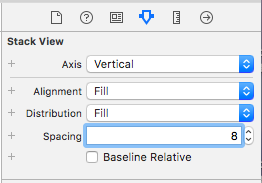 Stack View
+ Axis Vertical
+ Alignment Fill
+ Distribution Fill
+ Spacing 8
+ Baseline Relative